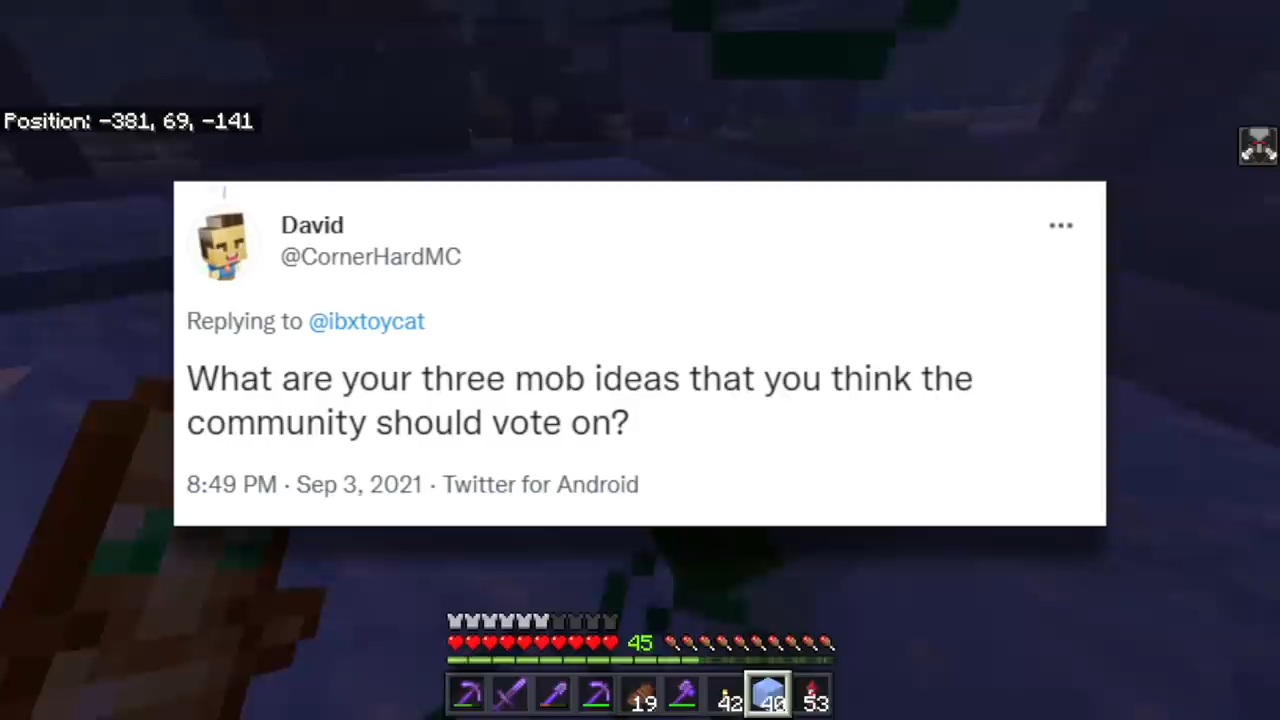 Position: -381, 69, -141
David
@CornerHardMC
Replying to @ibxtoycat
What are your three mob ideas that you think the
community should vote on?
8:49 PM · Sep 3, 2021 · Twitter for Android
45
19 42 40 53